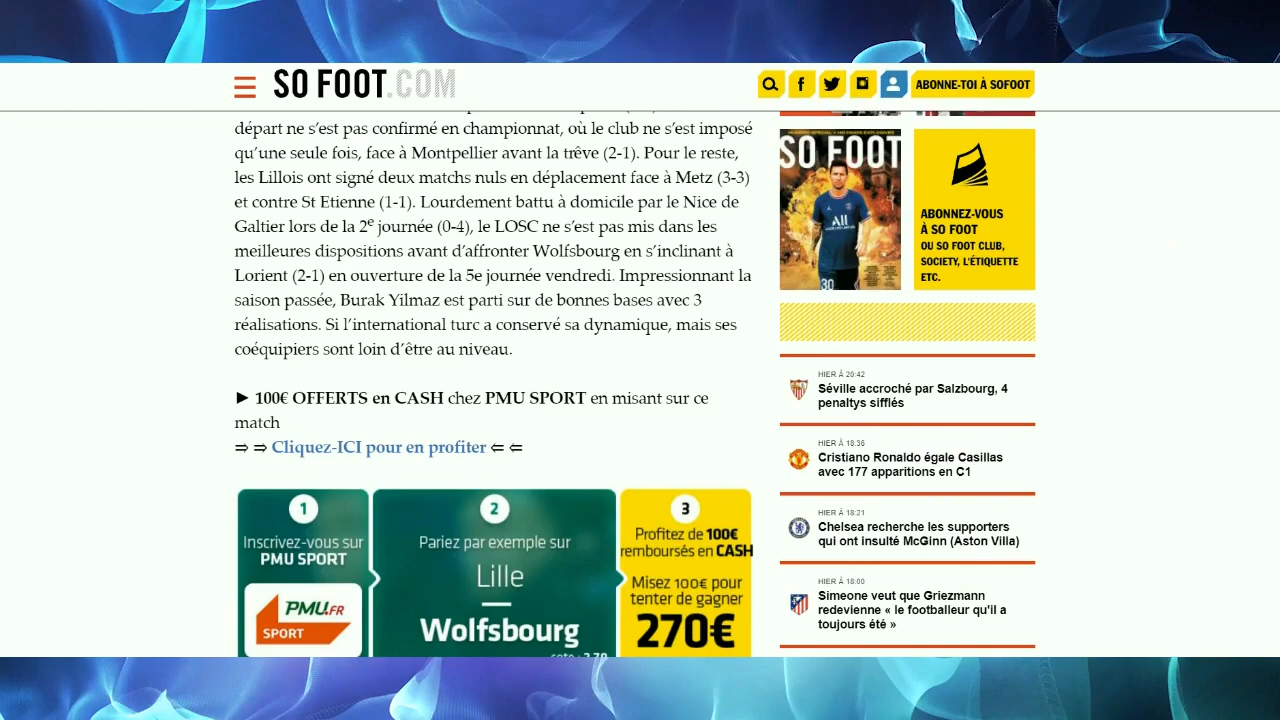 SO FOOT.COM
ABONNE-TOI À SOFOOT
départ ne s'est pas confirmé en championnat, où le club ne s'est imposé
qu'une seule fois, face à Montpellier avant la trêve (2-1). Pour le reste,
les Lillois ont signé deux matchs nuls en déplacement face à Metz (3-3)
et contre St Etienne (1-1). Lourdement battu à domicile par le Nice de
Galtier lors de la 2e journée (0-4), le LOSC ne s'est pas mis dans les
meilleures dispositions avant d'affronter Wolfsbourg en s'inclinant à
Lorient (2-1) en ouverture de la 5e journée vendredi. Impressionnant la
saison passée, Burak Yilmaz est parti sur de bonnes bases avec 3
réalisations. Si l'international turc a conservé sa dynamique, mais ses
coéquipiers sont loin d'être au niveau.
► 100€ OFFERTS en CASH chez PMU SPORT en misant sur ce
match
⇒ ⇒ Cliquez-ICI pour en profiter ⇐ ⇐
1
Inscrivez-vous sur
PMU SPORT
PMU.FR
SPORT
2
Pariez par exemple sur
Lille
Wolfsbourg
3
Profitez de 100€
remboursés en CASH
Misez 100€ pour
tenter de gagner
270€
SO FOOT
30
ABONNEZ-VOUS
À SO FOOT
OU SO FOOT CLUB,
SOCIETY, L'ÉTIQUETTE
ETC.
HIER À 20:42
Séville accroché par Salzbourg, 4
penaltys sifflés
HIER À 18:36
Cristiano Ronaldo égale Casillas
avec 177 apparitions en C1
HIER À 18:21
Chelsea recherche les supporters
qui ont insulté McGinn (Aston Villa)
HIER À 18:00
Simeone veut que Griezmann
redevienne « le footballeur qu'il a
toujours été »